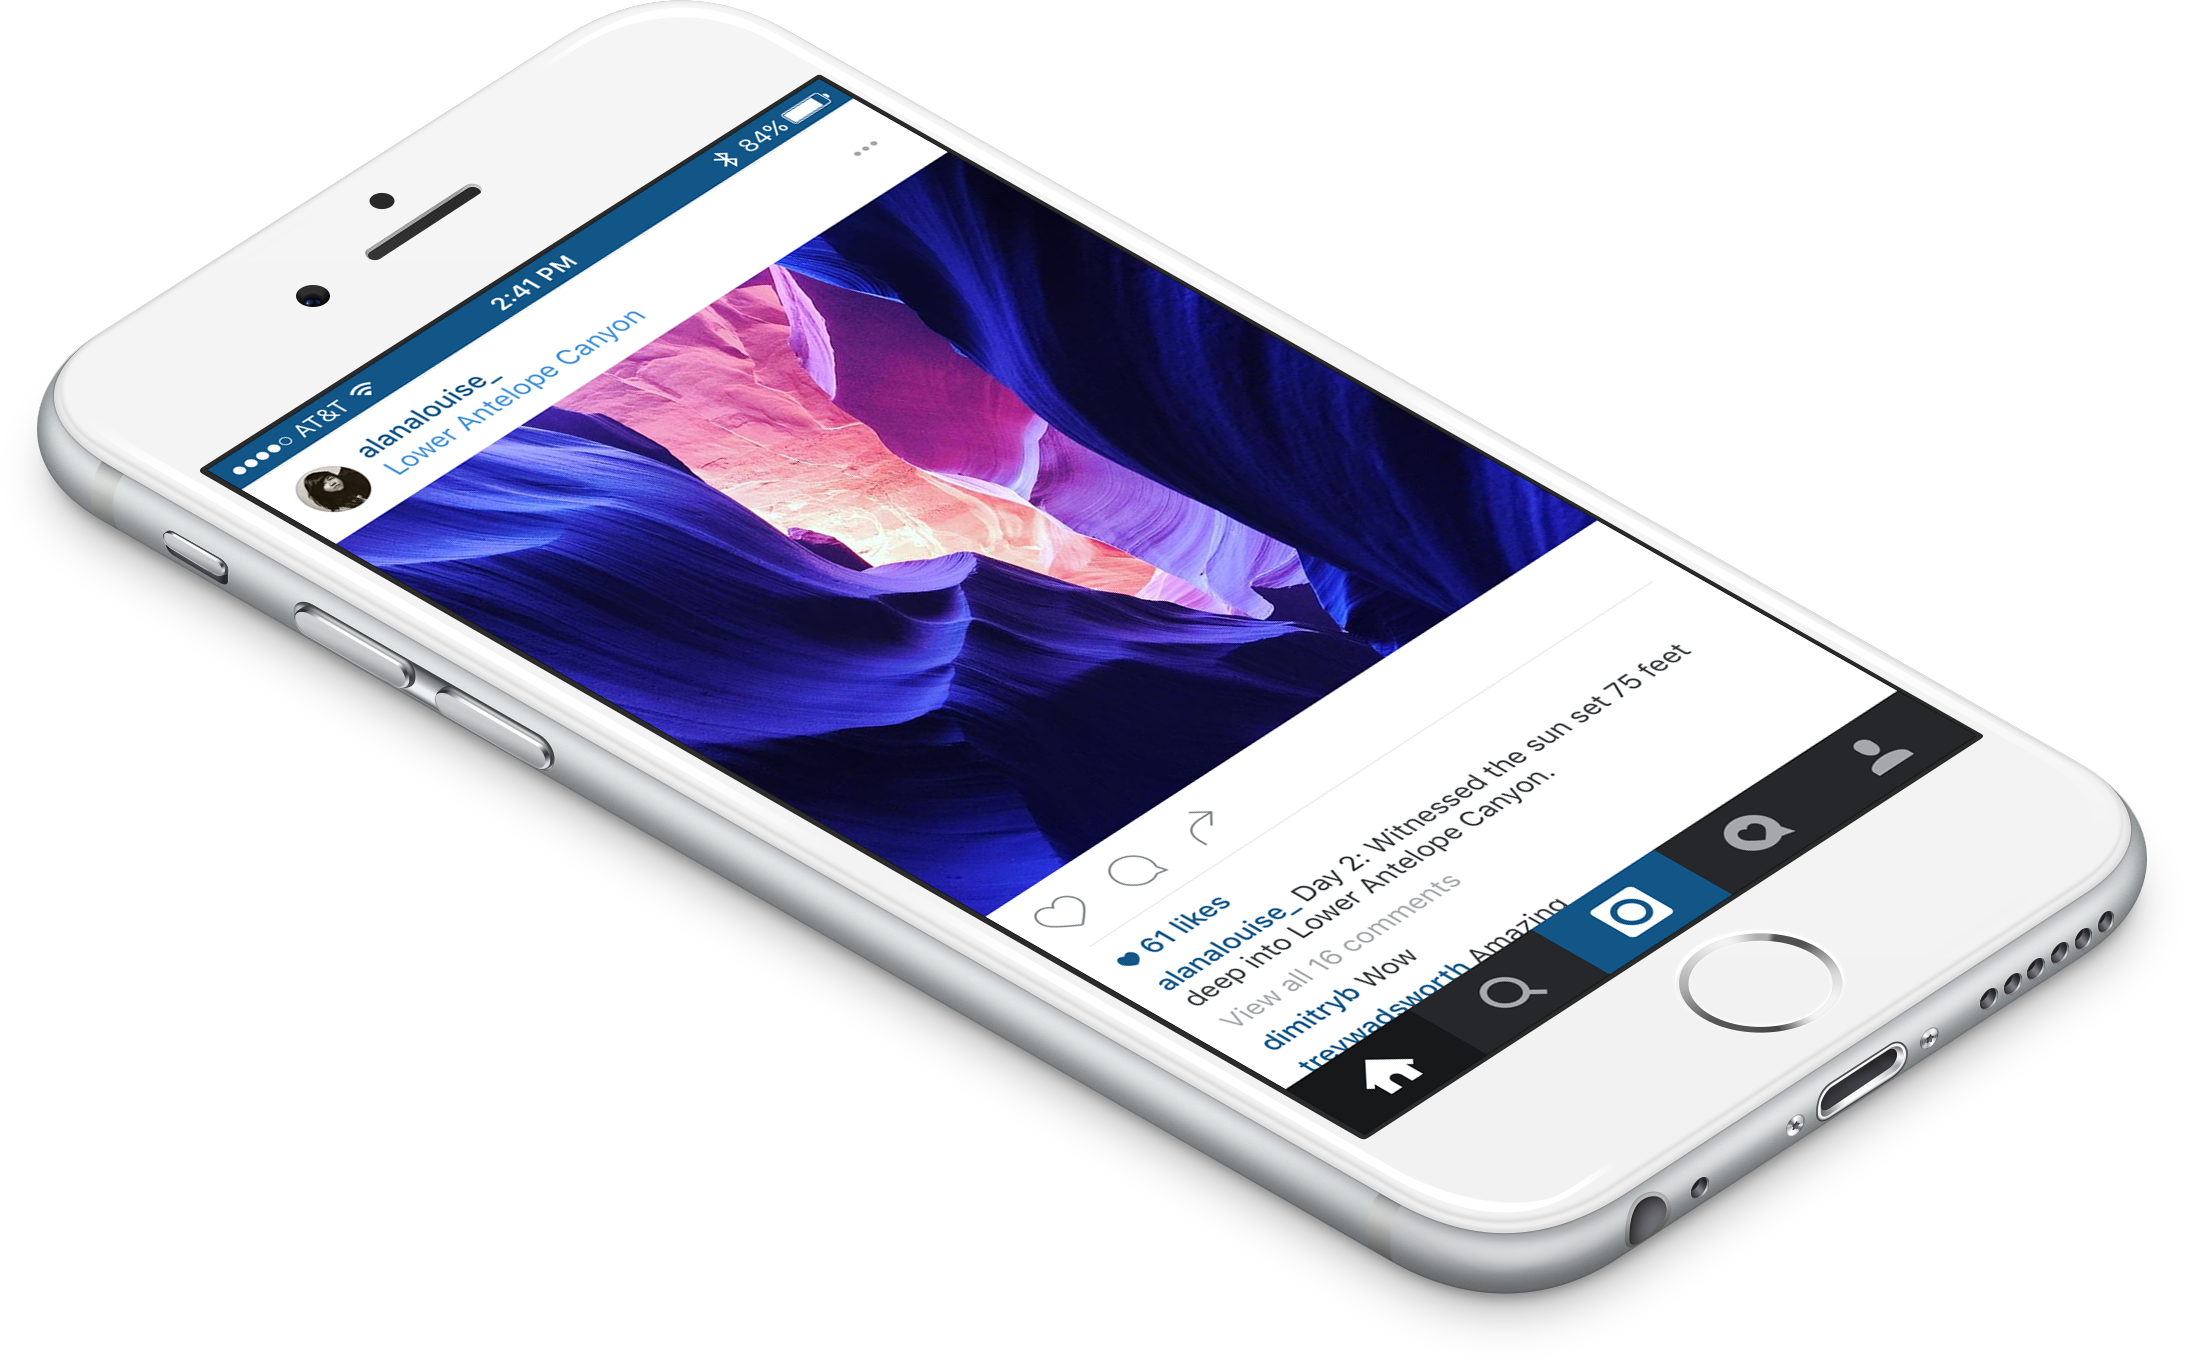 AT&T 2:41 PM 84%
alanalouise_
Lower Antelope Canyon
61 likes
alanalouise_ Day 2: Witnessed the sun set 75 feet
deep into Lower Antelope Canyon.
View all 16 comments
dimitryb Wow
treywadsworth Amazing